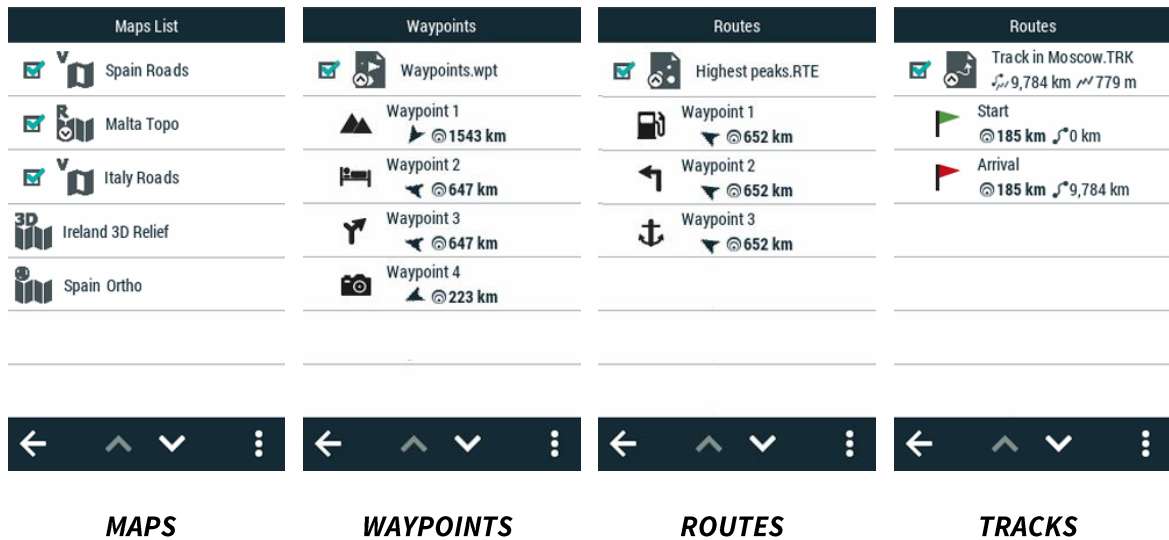 Maps List
V
Spain Roads
R
Malta Topo
V
Italy Roads
3D
Ireland 3D Relief
Spain Ortho
MAPS
Waypoints
Waypoints.wpt
Waypoint 1
1543 km
Waypoint 2
647 km
Waypoint 3
647 km
Waypoint 4
223 km
WAYPOINTS
Routes
Highest peaks.RTE
Waypoint 1
652 km
Waypoint 2
652 km
Waypoint 3
652 km
ROUTES
Routes
Track in Moscow.TRK
9,784 km 779 m
Start
185 km 0 km
Arrival
185 km 9,784 km
TRACKS